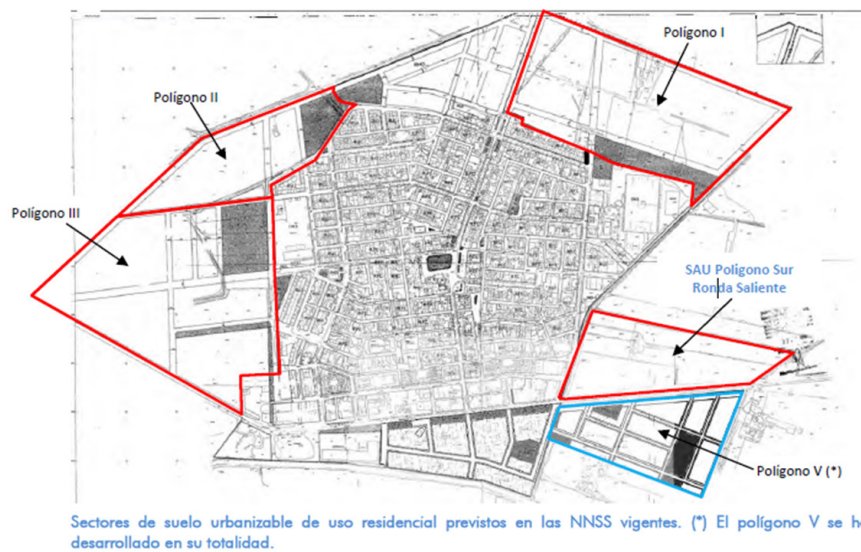 Polígono I
Polígono II
Polígono III
SAU Polígono Sur
Ronda Saliente
Polígono V (*)
Sectores de suelo urbanizable de uso residencial previstos en las NNSS vigentes. (*) El polígono V se h
desarrollado en su totalidad.